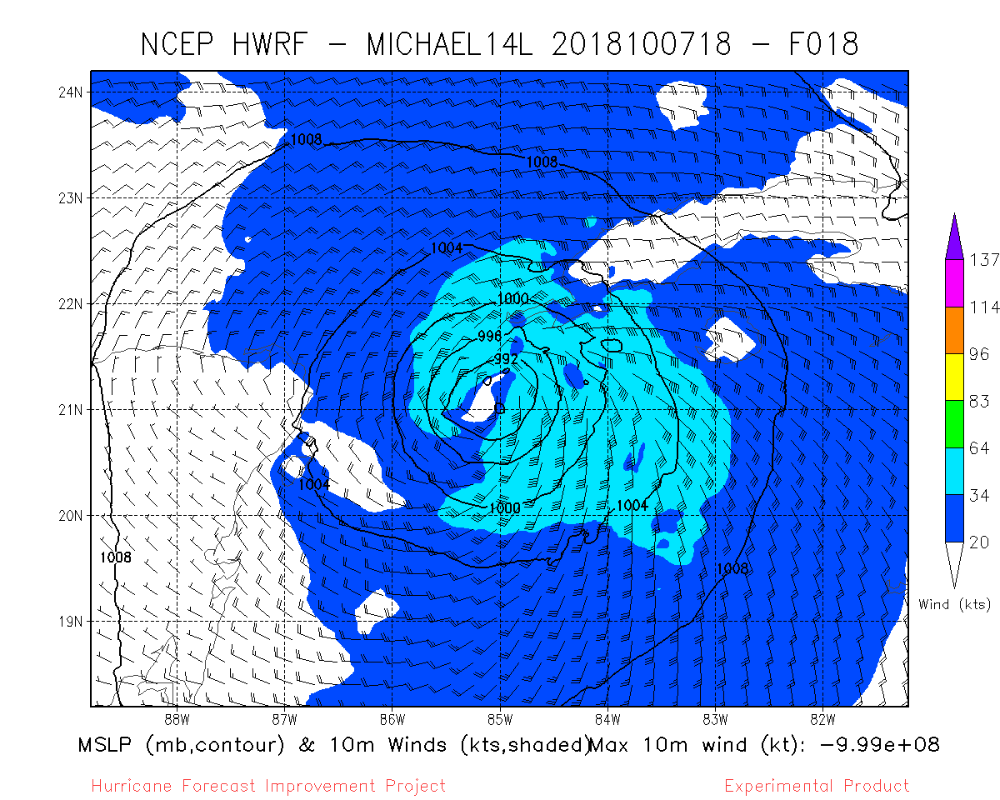 NCEP HWRF - MICHAEL14L 2018100718 - F018
24N
23N
22N
21N
20N
19N
88W 87W 86W 85W 84W 83W 82W
1008
1008
1004
1000
996
992
1004
1000
1004
1008
1008
137
114
96
83
64
34
20
Wind (kts)
MSLP (mb,contour) & 10m Winds (kts,shaded)Max 10m wind (kt): -9.99e+08
Hurricane Forecast Improvement Project Experimental Product